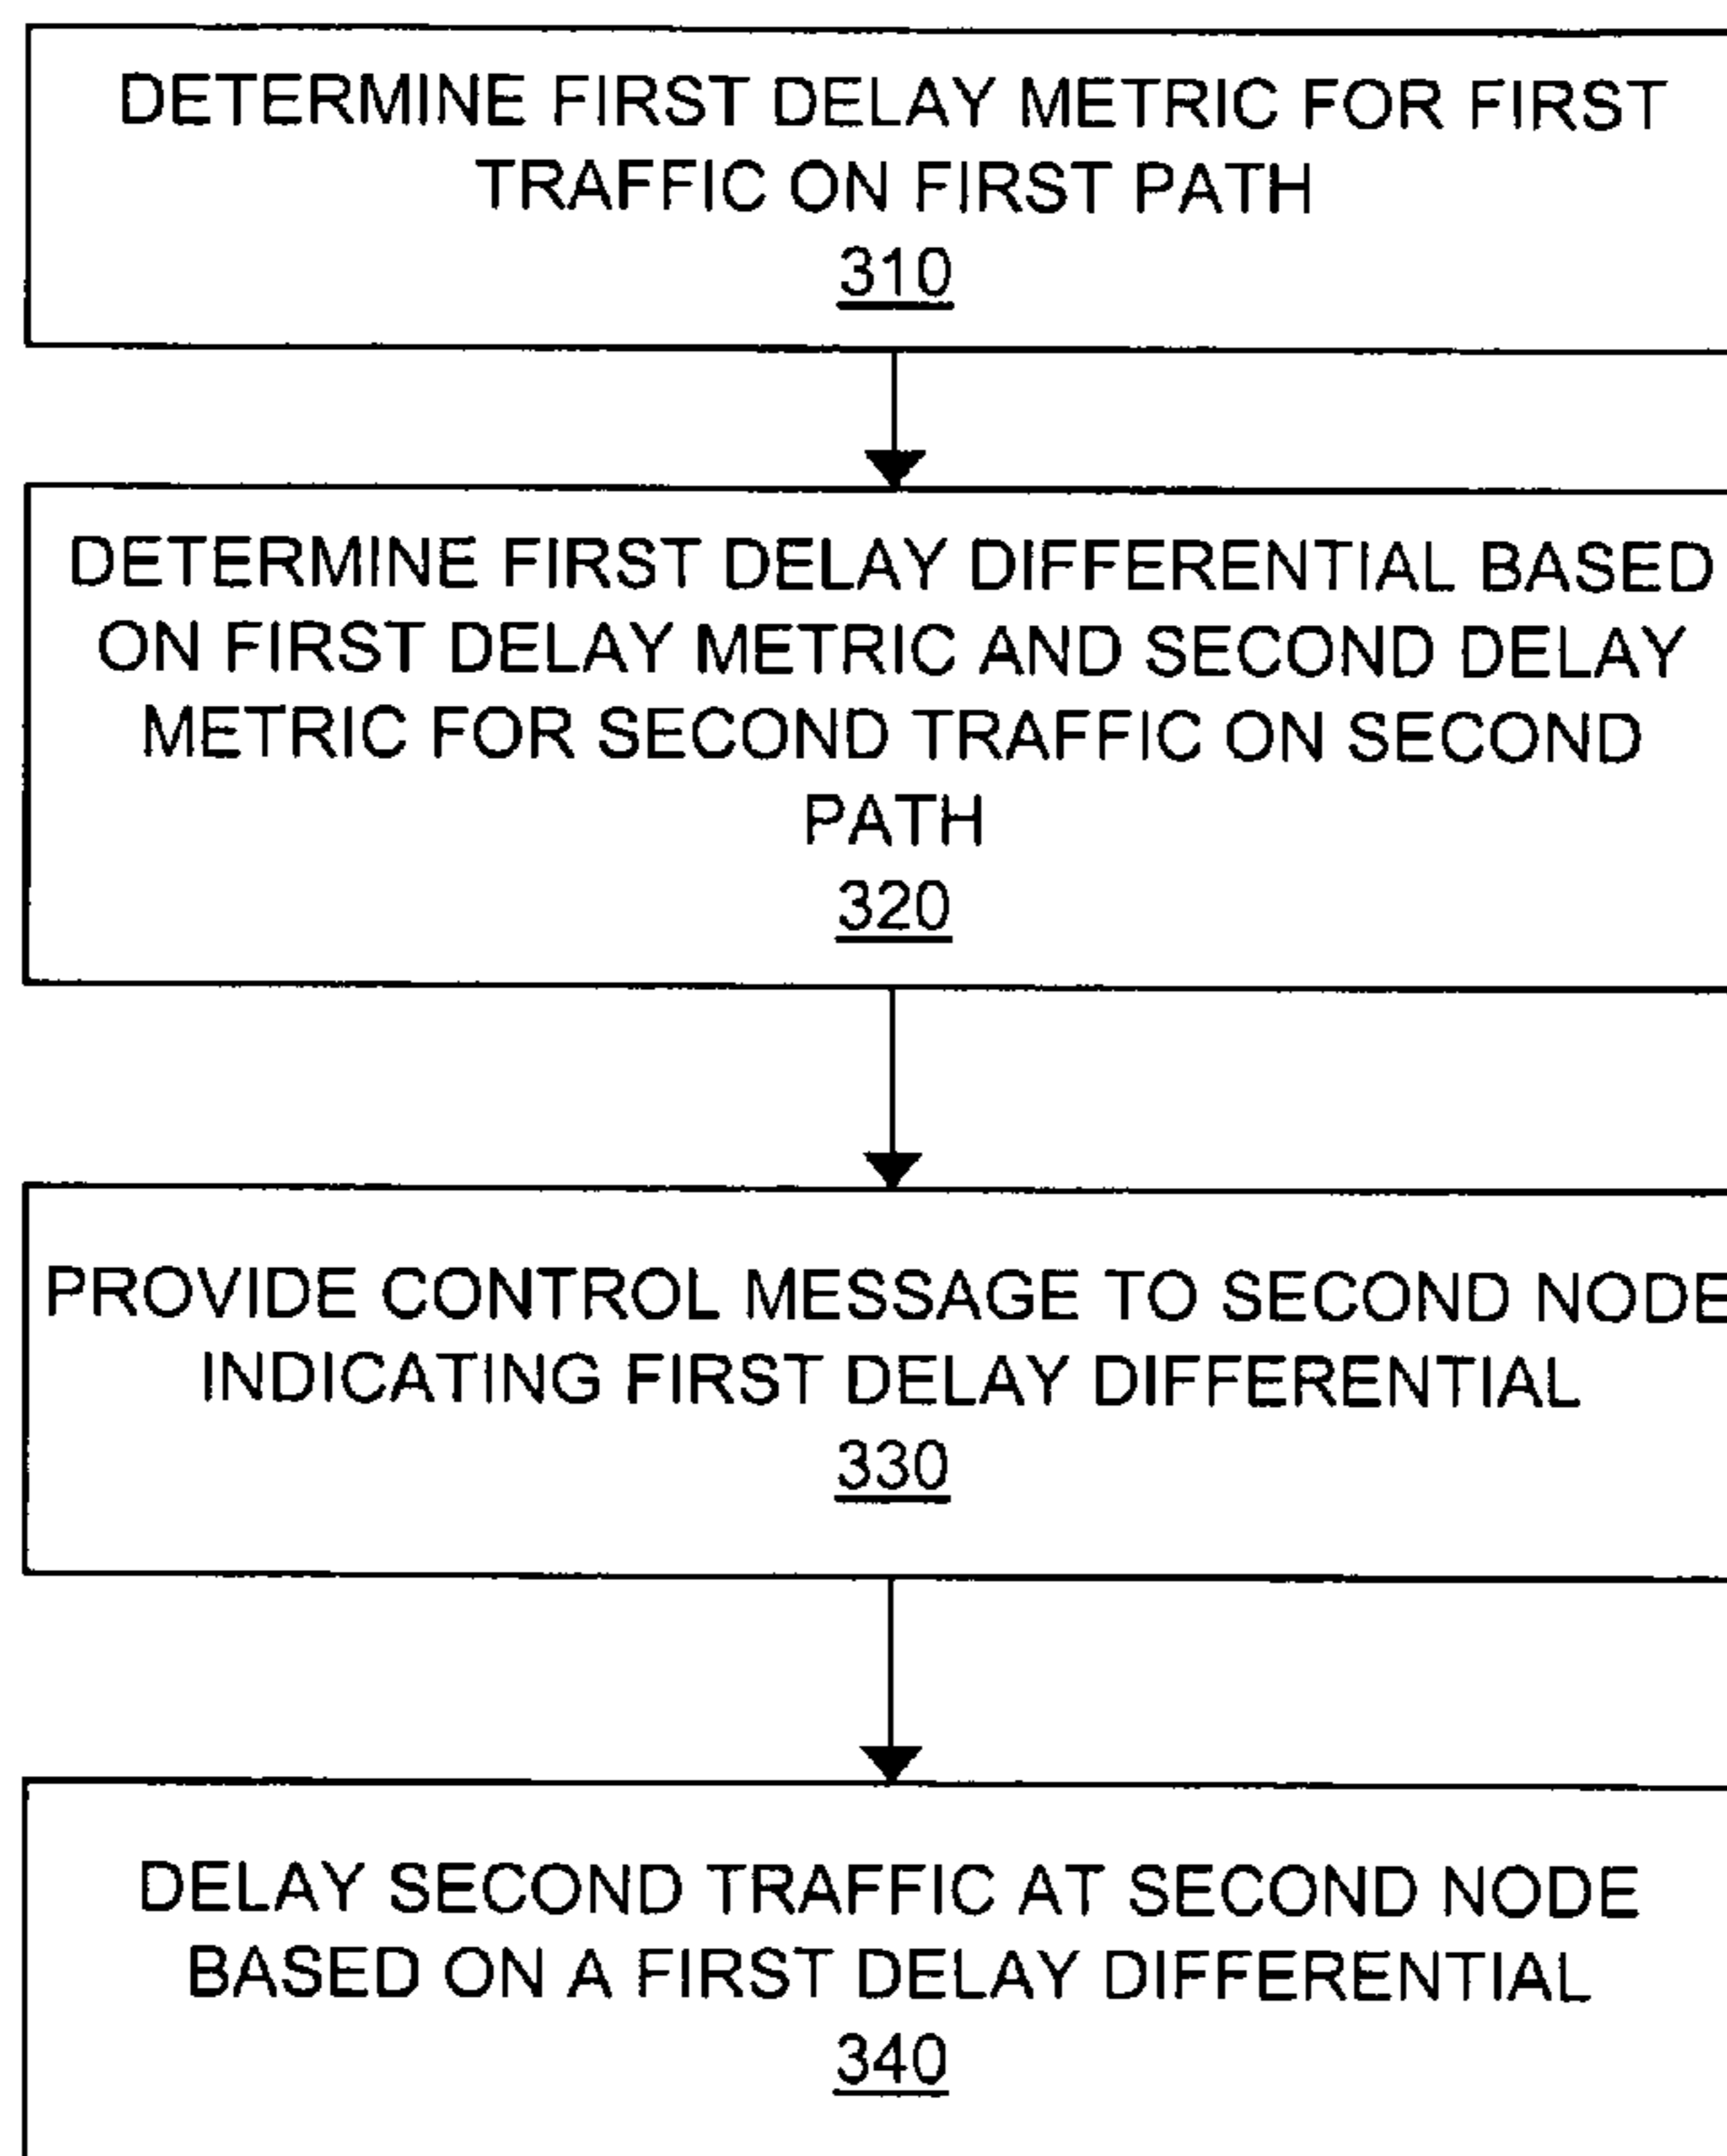 DETERMINE FIRST DELAY METRIC FOR FIRST
TRAFFIC ON FIRST PATH
310
DETERMINE FIRST DELAY DIFFERENTIAL BASED
ON FIRST DELAY METRIC AND SECOND DELAY
METRIC FOR SECOND TRAFFIC ON SECOND
PATH
320
PROVIDE CONTROL MESSAGE TO SECOND NODE
INDICATING FIRST DELAY DIFFERENTIAL
330
DELAY SECOND TRAFFIC AT SECOND NODE
BASED ON A FIRST DELAY DIFFERENTIAL
340